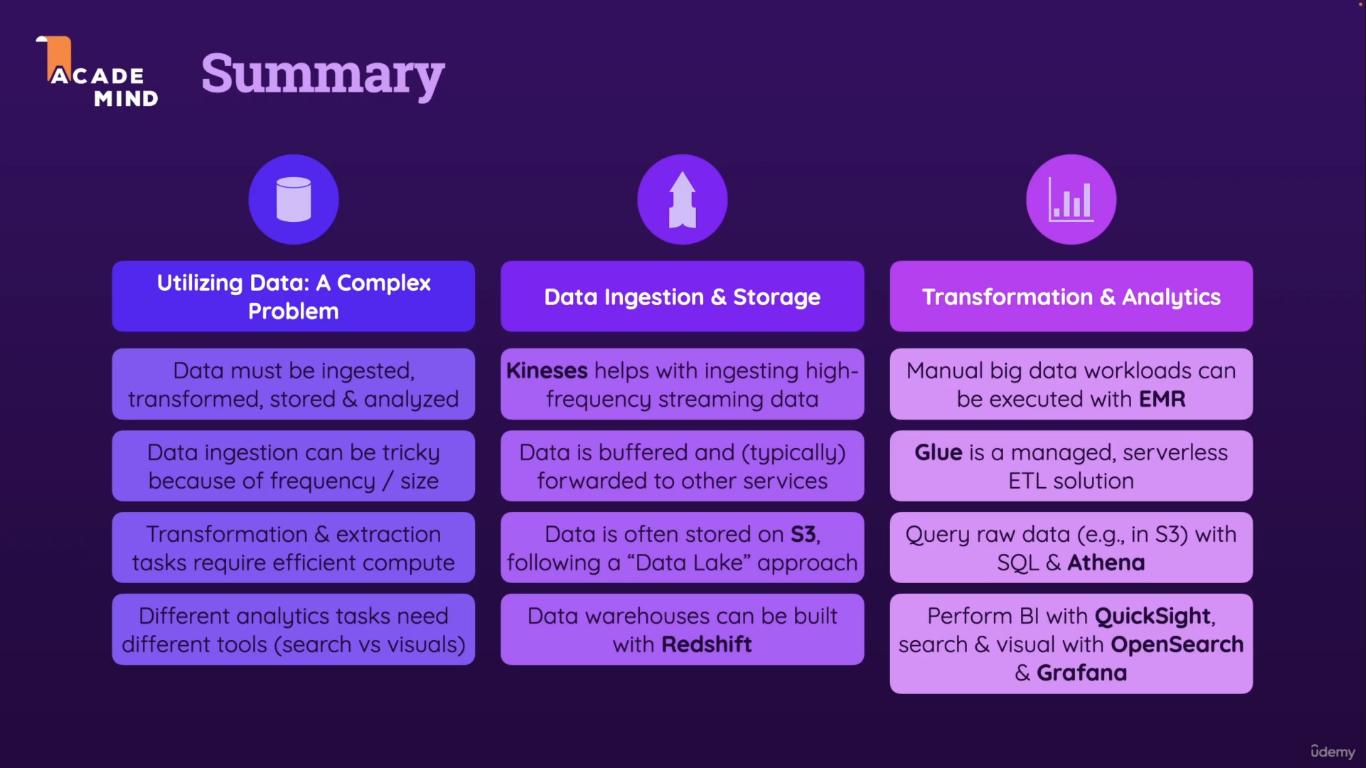 ACADE
MIND
Summary
Utilizing Data: A Complex
Problem
Data must be ingested,
transformed, stored & analyzed
Data ingestion can be tricky
because of frequency / size
Transformation & extraction
tasks require efficient compute
Different analytics tasks need
different tools (search vs visuals)
Data Ingestion & Storage
Kineses helps with ingesting high-
frequency streaming data
Data is buffered and (typically)
forwarded to other services
Data is often stored on S3,
following a “Data Lake” approach
Data warehouses can be built
with Redshift
Transformation & Analytics
Manual big data workloads can
be executed with EMR
Glue is a managed, serverless
ETL solution
Query raw data (e.g., in S3) with
SQL & Athena
Perform BI with QuickSight,
search & visual with OpenSearch
& Grafana
ûdemy